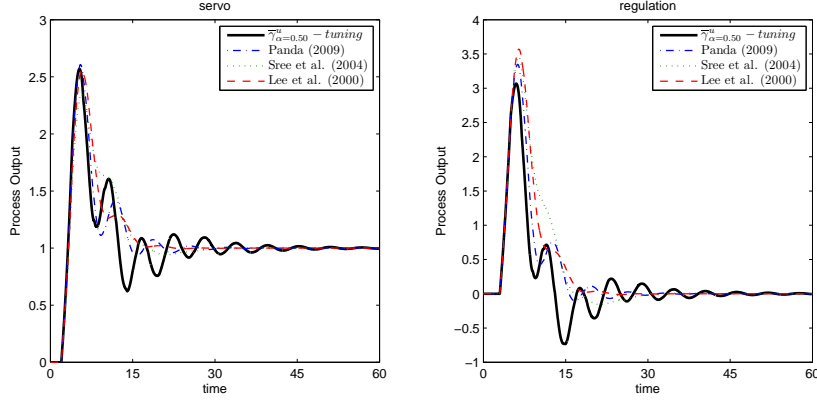 servo
3
2.5
2
1.5
1
0.5
0
Process Output
0 15 30 45 60
time
γ̅ᵘα=0.50 − tuning
Panda (2009)
Sree et al. (2004)
Lee et al. (2000)
regulation
4
3.5
3
2.5
2
1.5
1
0.5
0
−0.5
−1
Process Output
0 15 30 45 60
time
γ̅ᵘα=0.50 − tuning
Panda (2009)
Sree et al. (2004)
Lee et al. (2000)